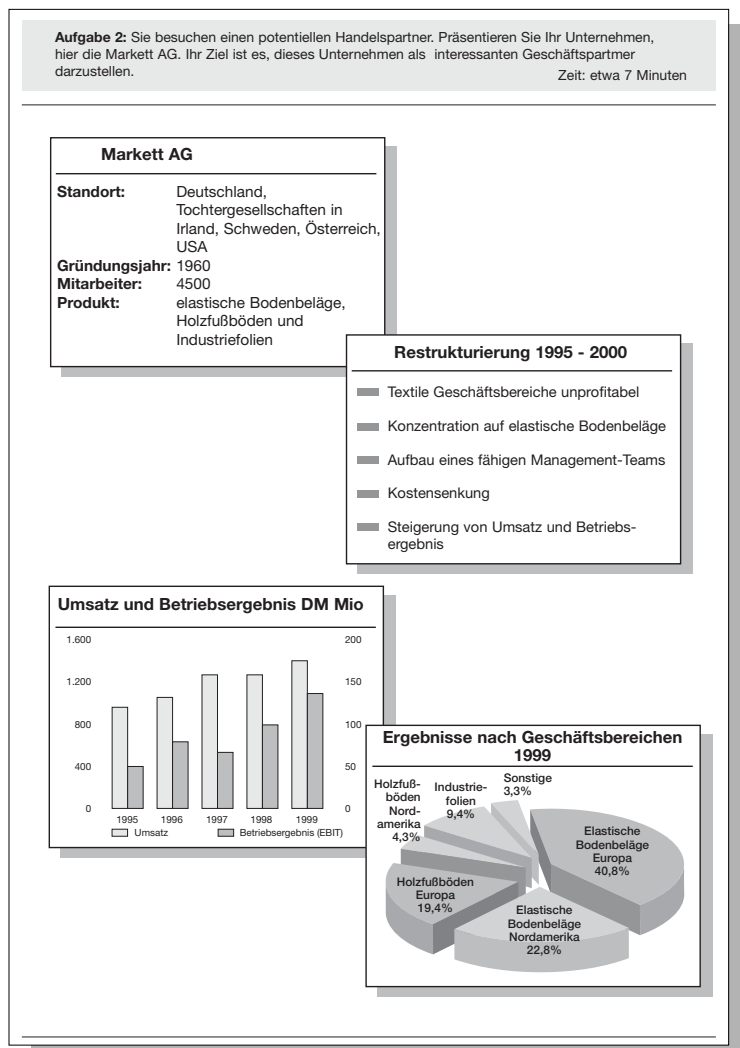 Aufgabe 2: Sie besuchen einen potentiellen Handelspartner. Präsentieren Sie Ihr Unternehmen,
hier die Markett AG. Ihr Ziel ist es, dieses Unternehmen als interessanten Geschäftspartmer
darzustellen.
Zeit: etwa 7 Minuten
Markett AG
Standort: Deutschland,
Tochtergesellschaften in
Irland, Schweden, Österreich,
USA
Gründungsjahr: 1960
Mitarbeiter: 4500
Produkt: elastische Bodenbeläge,
Holzfußböden und
Industriefolien
Restrukturierung 1995 - 2000
Textile Geschäftsbereiche unprofitabel
Konzentration auf elastische Bodenbeläge
Aufbau eines fähigen Management-Teams
Kostensenkung
Steigerung von Umsatz und Betriebs-
ergebnis
Umsatz und Betriebsergebnis DM Mio
1.600 200
1.200 150
800 100
400 50
0 0
1995 1996 1997 1998 1999
Umsatz Betriebsergebnis (EBIT)
Ergebnisse nach Geschäftsbereichen
1999
Holzfuß-
böden
Nord-
amerika
4,3%
Industrie-
folien
9,4%
Sonstige
3,3%
Elastische
Bodenbeläge
Europa
40,8%
Holzfußböden
Europa
19,4%
Elastische
Bodenbeläge
Nordamerika
22,8%